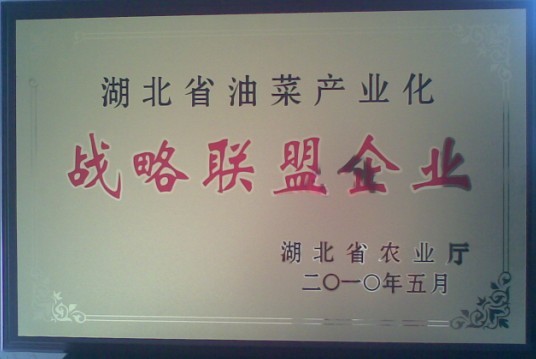 湖北省油菜产业化
战略联盟企业
湖北省农业厅
二〇一〇年五月